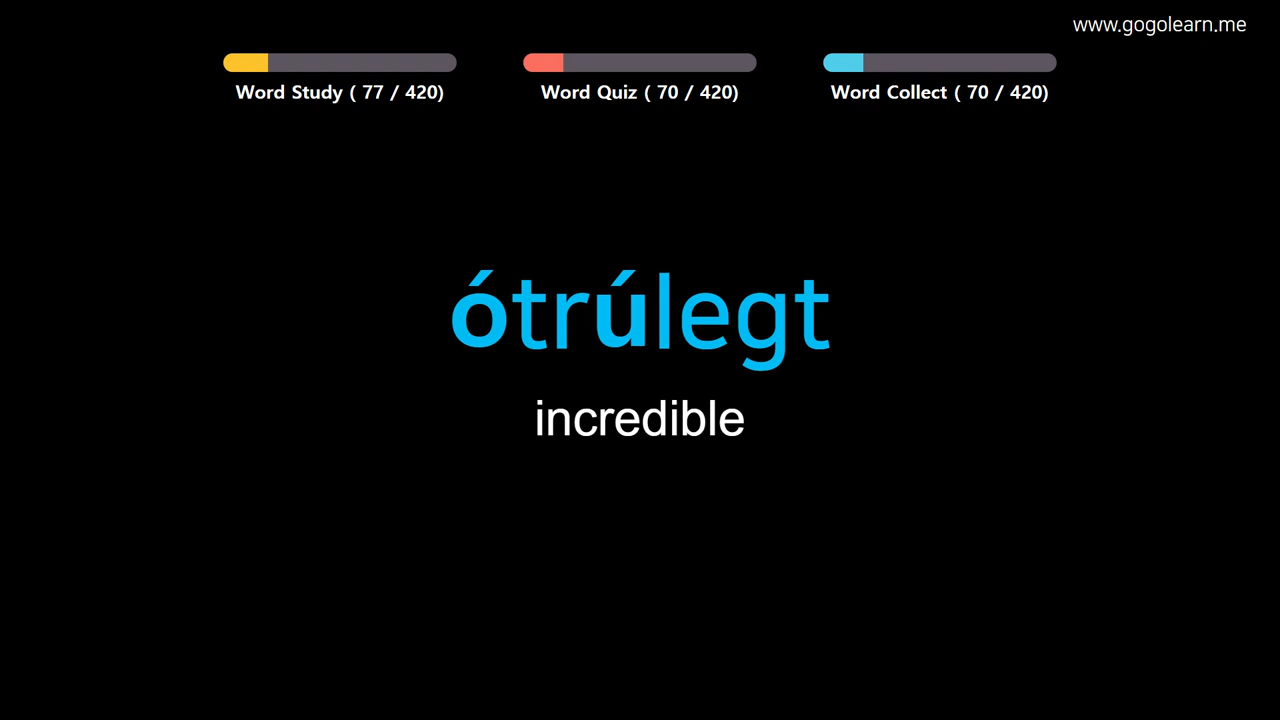 www.gogolearn.me
Word Study ( 77 / 420)
Word Quiz ( 70 / 420)
Word Collect ( 70 / 420)
ótrúlegt
incredible